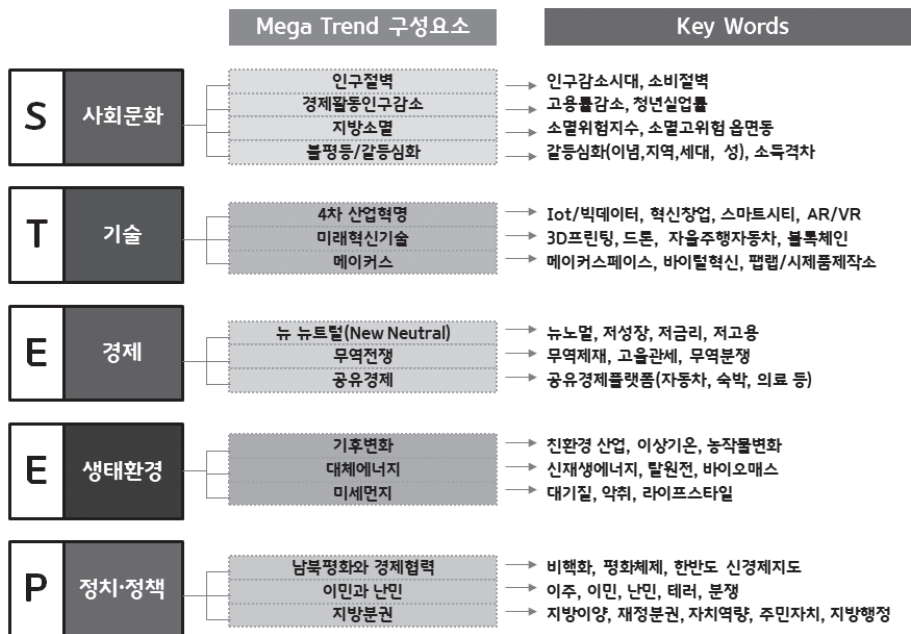 Mega Trend 구성요소 Key Words
S 사회문화
인구절벽 인구감소시대, 소비절벽
경제활동인구감소 고용률감소, 청년실업률
지방소멸 소멸위험지수, 소멸고위험 읍면동
불평등/갈등심화 갈등심화(이념,지역,세대, 성), 소득격차
T 기술
4차 산업혁명 Iot/빅데이터, 혁신창업, 스마트시티, AR/VR
미래혁신기술 3D프린팅, 드론, 자율주행자동차, 블록체인
메이커스 메이커스페이스, 바이털혁신, 팹랩/시제품제작소
E 경제
뉴 뉴트럴(New Neutral) 뉴노멀, 저성장, 저금리, 저고용
무역전쟁 무역제재, 고율관세, 무역분쟁
공유경제 공유경제플랫폼(자동차, 숙박, 의료 등)
E 생태환경
기후변화 친환경 산업, 이상기온, 농작물변화
대체에너지 신재생에너지, 탈원전, 바이오매스
미세먼지 대기질, 악취, 라이프스타일
P 정치·정책
남북평화와 경제협력 비핵화, 평화체제, 한반도 신경제지도
이민과 난민 이주, 이민, 난민, 테러, 분쟁
지방분권 지방이양, 재정분권, 자치역량, 주민자치, 지방행정